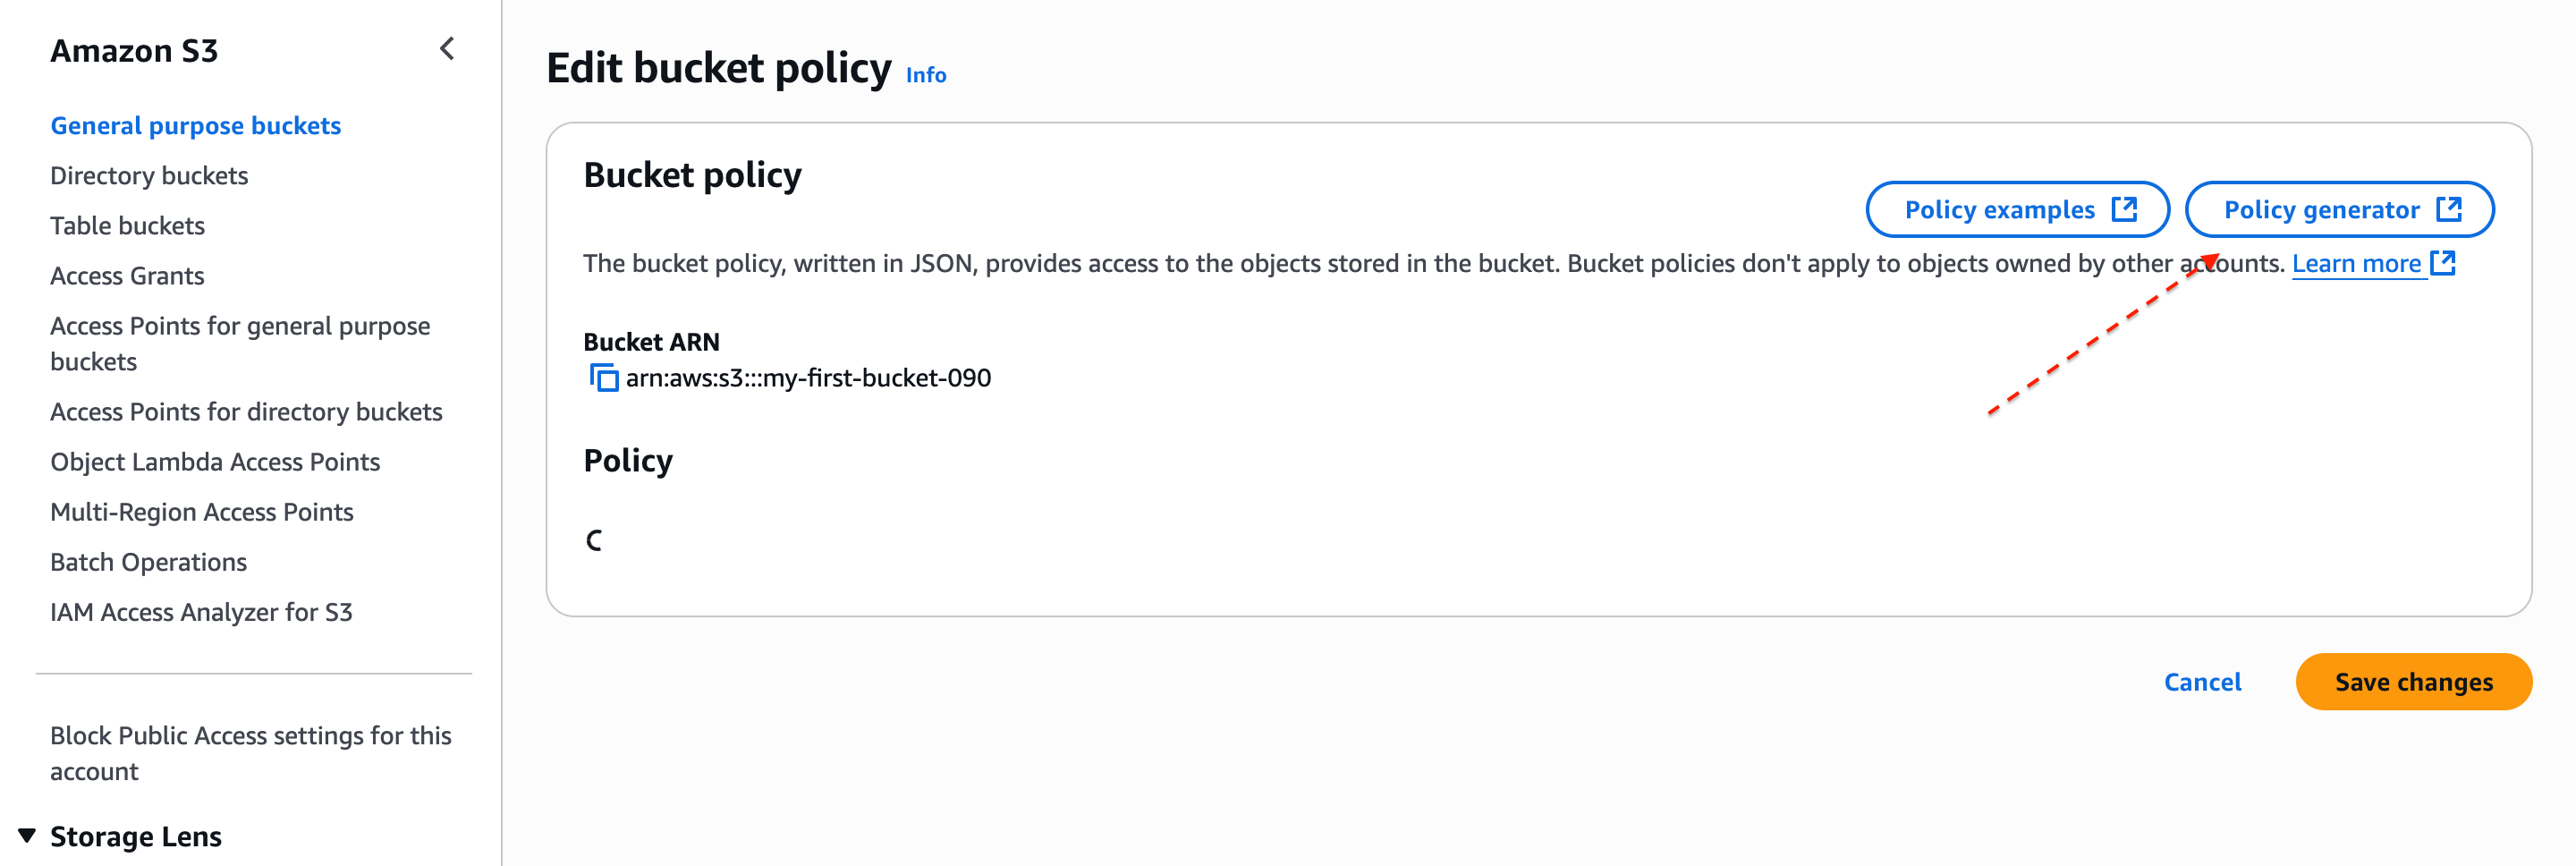 Amazon S3
General purpose buckets
Directory buckets
Table buckets
Access Grants
Access Points for general purpose
buckets
Access Points for directory buckets
Object Lambda Access Points
Multi-Region Access Points
Batch Operations
IAM Access Analyzer for S3
Block Public Access settings for this
account
Storage Lens
Edit bucket policy Info
Bucket policy
Policy examples
Policy generator
The bucket policy, written in JSON, provides access to the objects stored in the bucket. Bucket policies don't apply to objects owned by other accounts. Learn more
Bucket ARN
arn:aws:s3:::my-first-bucket-090
Policy
Cancel
Save changes